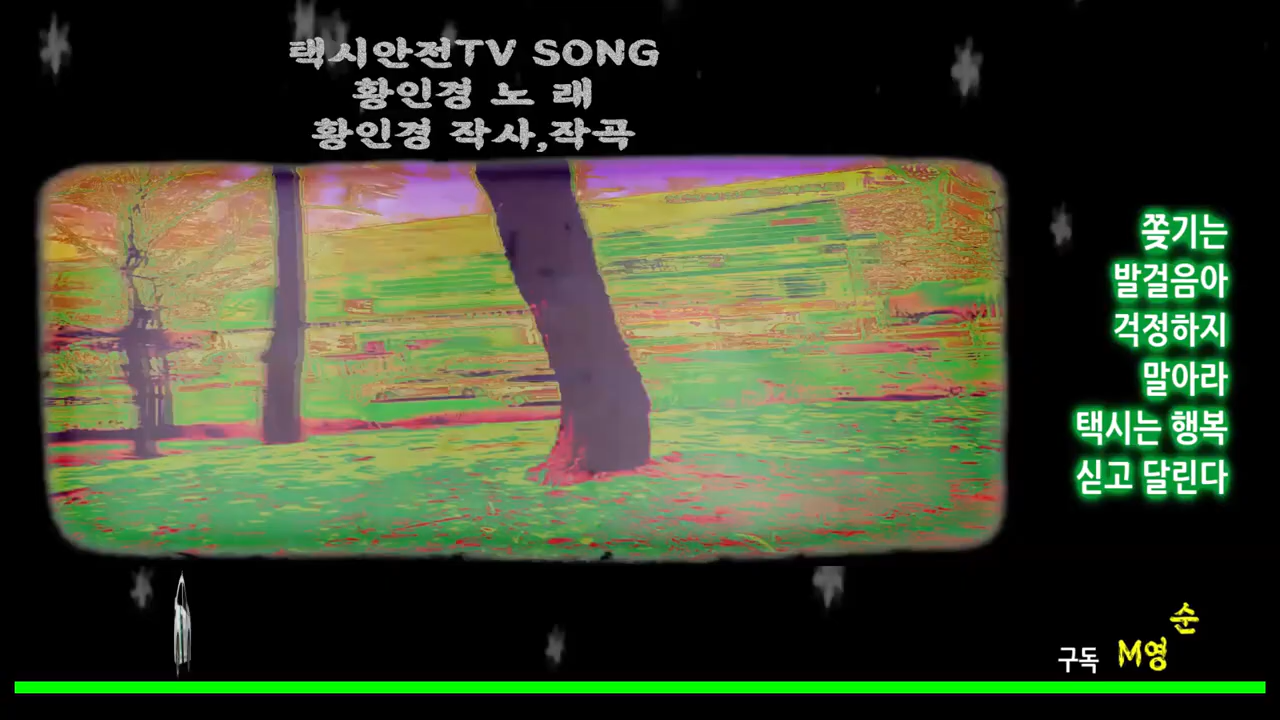 택시안전TV SONG
황인경 노 래
황인경 작사,작곡
쫒기는
발걸음아
걱정하지
말아라
택시는 행복
싣고 달린다
순
구독 M영